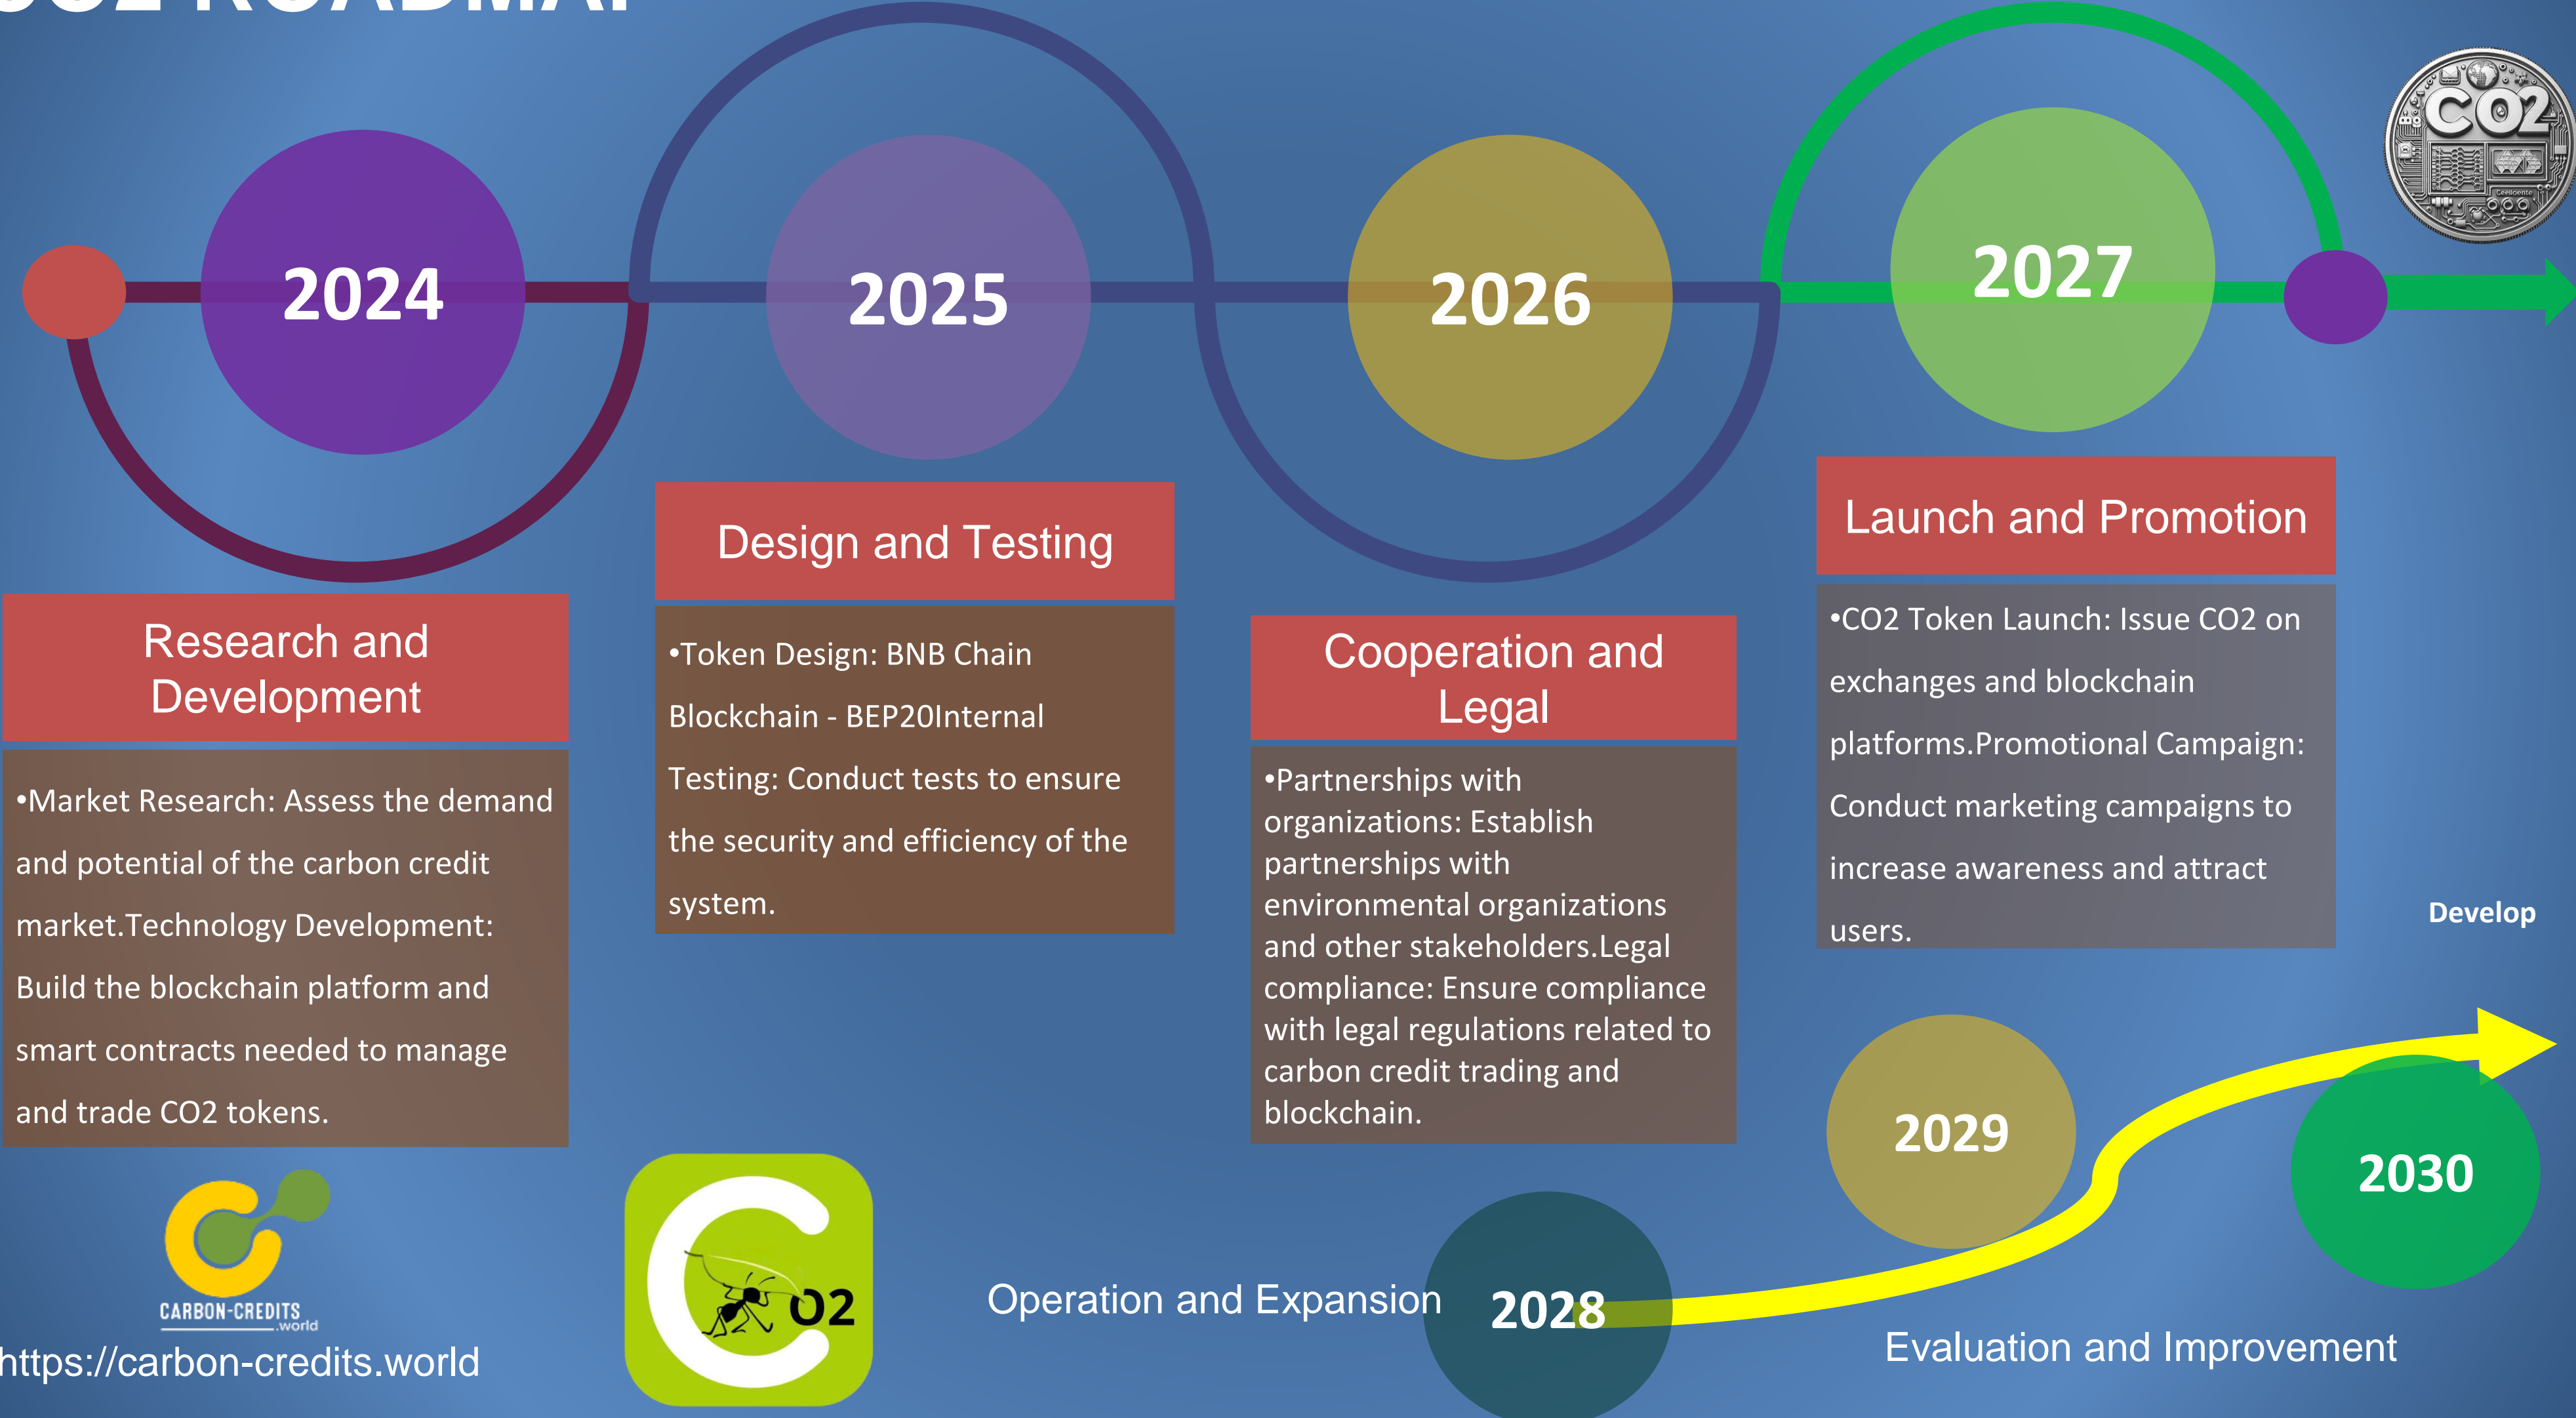 CO2 ROADMAP
2024
2025
2026
2027
CO2
Research and
Development
•Market Research: Assess the demand
and potential of the carbon credit
market.Technology Development:
Build the blockchain platform and
smart contracts needed to manage
and trade CO2 tokens.
Design and Testing
•Token Design: BNB Chain
Blockchain - BEP20Internal
Testing: Conduct tests to ensure
the security and efficiency of the
system.
Cooperation and
Legal
•Partnerships with
organizations: Establish
partnerships with
environmental organizations
and other stakeholders.Legal
compliance: Ensure compliance
with legal regulations related to
carbon credit trading and
blockchain.
Launch and Promotion
•CO2 Token Launch: Issue CO2 on
exchanges and blockchain
platforms.Promotional Campaign:
Conduct marketing campaigns to
increase awareness and attract
users.
Develop
2029
2030
2028
Operation and Expansion
Evaluation and Improvement
CARBON-CREDITS
.world
https://carbon-credits.world
CO2